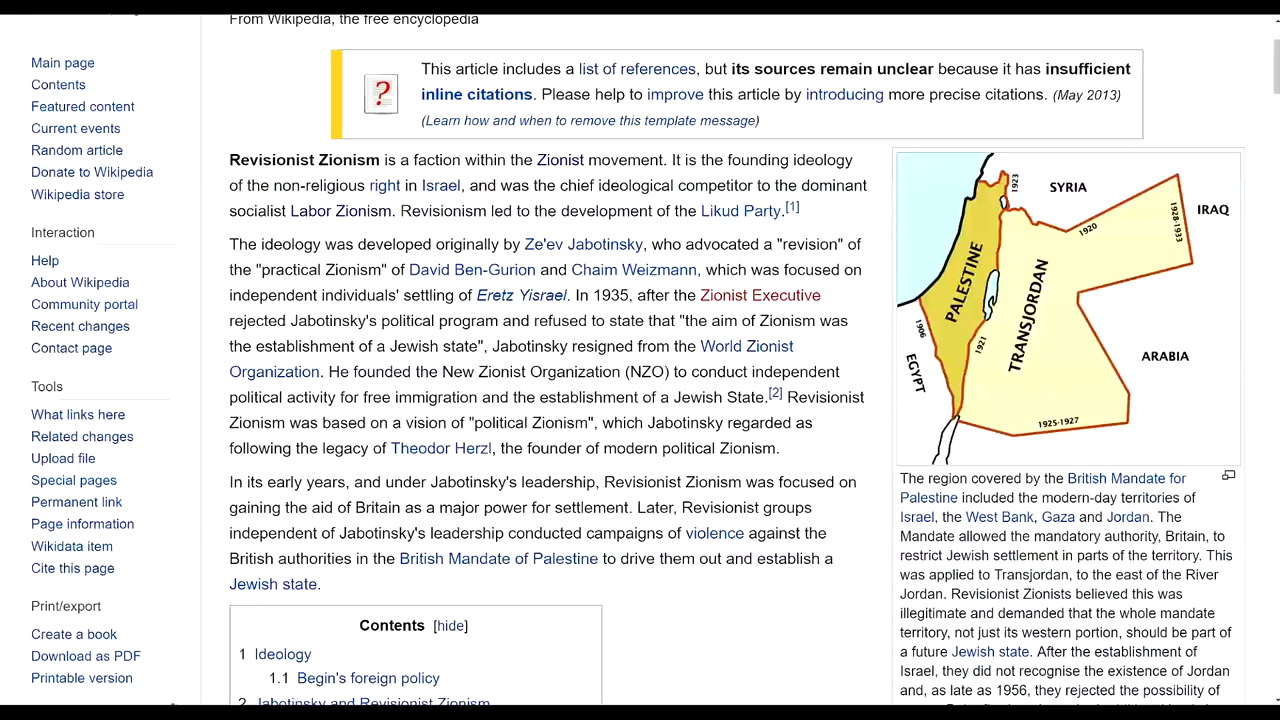 From Wikipedia, the free encyclopedia
Main page
Contents
Featured content
Current events
Random article
Donate to Wikipedia
Wikipedia store
Interaction
Help
About Wikipedia
Community portal
Recent changes
Contact page
Tools
What links here
Related changes
Upload file
Special pages
Permanent link
Page information
Wikidata item
Cite this page
Print/export
Create a book
Download as PDF
Printable version
This article includes a list of references, but its sources remain unclear because it has insufficient
inline citations. Please help to improve this article by introducing more precise citations. (May 2013)
(Learn how and when to remove this template message)
Revisionist Zionism is a faction within the Zionist movement. It is the founding ideology
of the non-religious right in Israel, and was the chief ideological competitor to the dominant
socialist Labor Zionism. Revisionism led to the development of the Likud Party.[1]
The ideology was developed originally by Ze'ev Jabotinsky, who advocated a "revision" of
the "practical Zionism" of David Ben-Gurion and Chaim Weizmann, which was focused on
independent individuals' settling of Eretz Yisrael. In 1935, after the Zionist Executive
rejected Jabotinsky's political program and refused to state that "the aim of Zionism was
the establishment of a Jewish state", Jabotinsky resigned from the World Zionist
Organization. He founded the New Zionist Organization (NZO) to conduct independent
political activity for free immigration and the establishment of a Jewish State.[2] Revisionist
Zionism was based on a vision of "political Zionism", which Jabotinsky regarded as
following the legacy of Theodor Herzl, the founder of modern political Zionism.
In its early years, and under Jabotinsky's leadership, Revisionist Zionism was focused on
gaining the aid of Britain as a major power for settlement. Later, Revisionist groups
independent of Jabotinsky's leadership conducted campaigns of violence against the
British authorities in the British Mandate of Palestine to drive them out and establish a
Jewish state.
Contents [hide]
1 Ideology
1.1 Begin's foreign policy
2 Jabotinsky and Revisionist Zionism
1923
SYRIA
IRAQ
1920
1928-1933
PALESTINE
TRANSJORDAN
1906
1921
EGYPT
ARABIA
1925-1927
The region covered by the British Mandate for
Palestine included the modern-day territories of
Israel, the West Bank, Gaza and Jordan. The
Mandate allowed the mandatory authority, Britain, to
restrict Jewish settlement in parts of the territory. This
was applied to Transjordan, to the east of the River
Jordan. Revisionist Zionists believed this was
illegitimate and demanded that the whole mandate
territory, not just its western portion, should be part of
a future Jewish state. After the establishment of
Israel, they did not recognise the existence of Jordan
and, as late as 1956, they rejected the possibility of